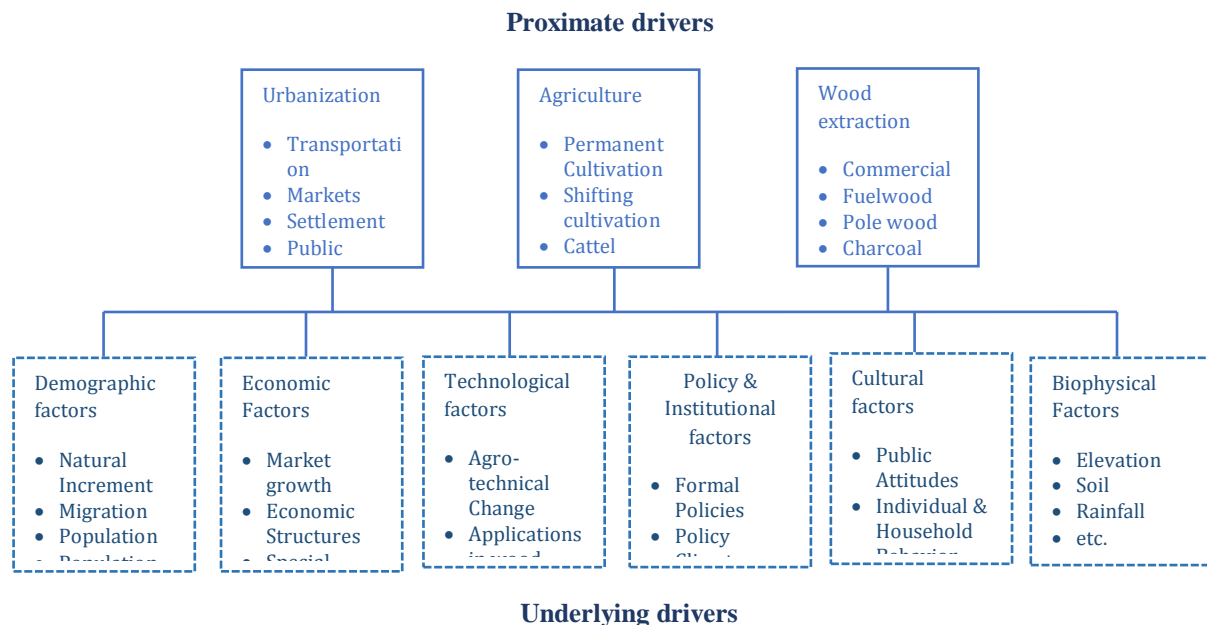 Proximate drivers
Urbanization
• Transportati
on
• Markets
• Settlement
• Public
Agriculture
• Permanent
Cultivation
• Shifting
cultivation
• Cattel
Wood
extraction
• Commercial
• Fuelwood
• Pole wood
• Charcoal
Demographic
factors
• Natural
Increment
• Migration
• Population
Economic
Factors
• Market
growth
• Economic
Structures
Technological
factors
• Agro-
technical
Change
• Applications
in wood
Policy &
Institutional
factors
• Formal
Policies
• Policy
Cultural
factors
• Public
Attitudes
• Individual &
Household
Behavior
Biophysical
Factors
• Elevation
• Soil
• Rainfall
• etc.
Underlying drivers